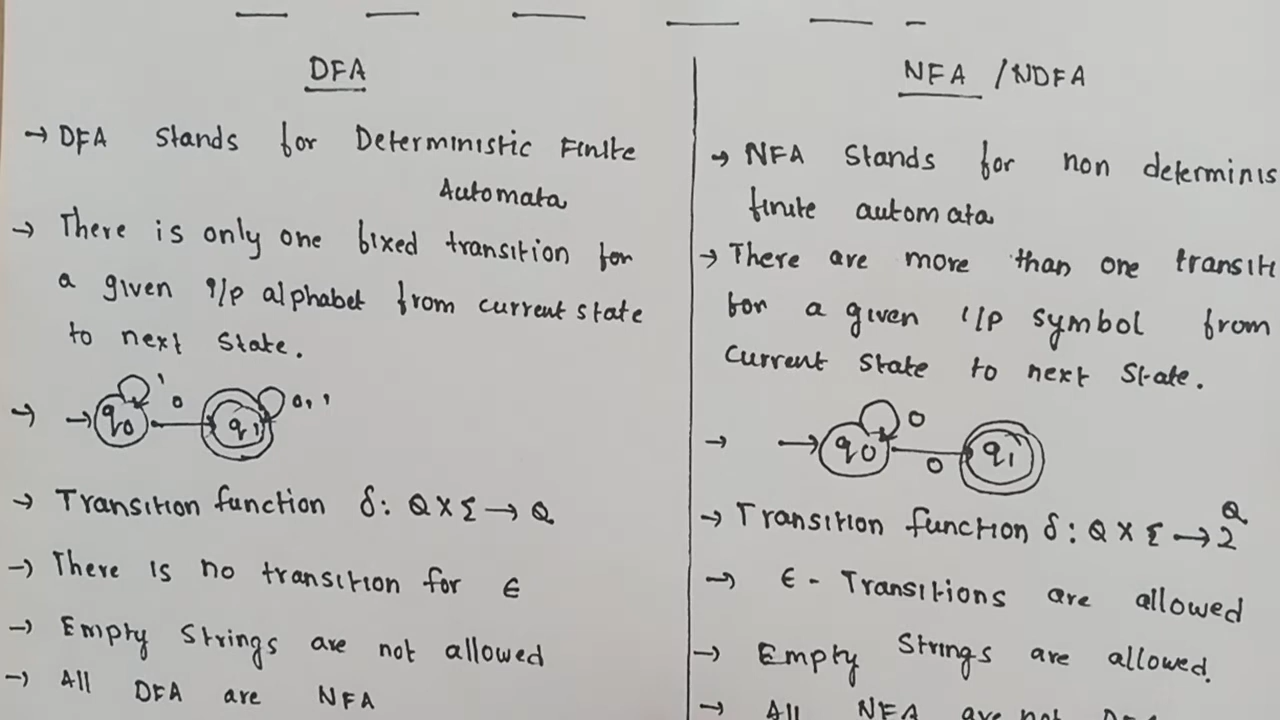 DFA
→ DFA stands for Deterministic Finite
Automata
→ There is only one fixed transition for
a given i/p alphabet from current state
to next state.
→ → q0 1 0 q1 0,1
→ Transition function δ: Q X Σ → Q
→ There is no transition for ϵ
→ Empty strings are not allowed
→ All DFA are NFA
NFA / NDFA
→ NFA stands for non determinis
finite automata
→ There are more than one transiti
for a given i/p symbol from
current state to next state.
→ → q0 0 0 q1
→ Transition function δ: Q X Σ → 2^Q
→ ϵ - Transitions are allowed
→ Empty strings are allowed.
→ All NFA are not DFA